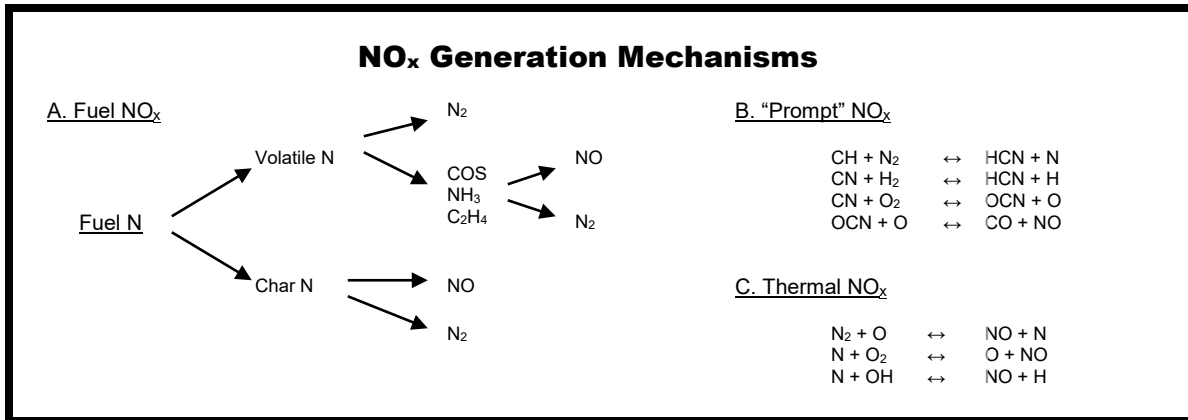 NOₓ Generation Mechanisms
A. Fuel NOₓ
N₂
Volatile N
COS
NH₃
C₂H₄
NO
N₂
Fuel N
Char N
NO
N₂
B. “Prompt” NOₓ
CH + N₂ ↔ HCN + N
CN + H₂ ↔ HCN + H
CN + O₂ ↔ OCN + O
OCN + O ↔ CO + NO
C. Thermal NOₓ
N₂ + O ↔ NO + N
N + O₂ ↔ O + NO
N + OH ↔ NO + H